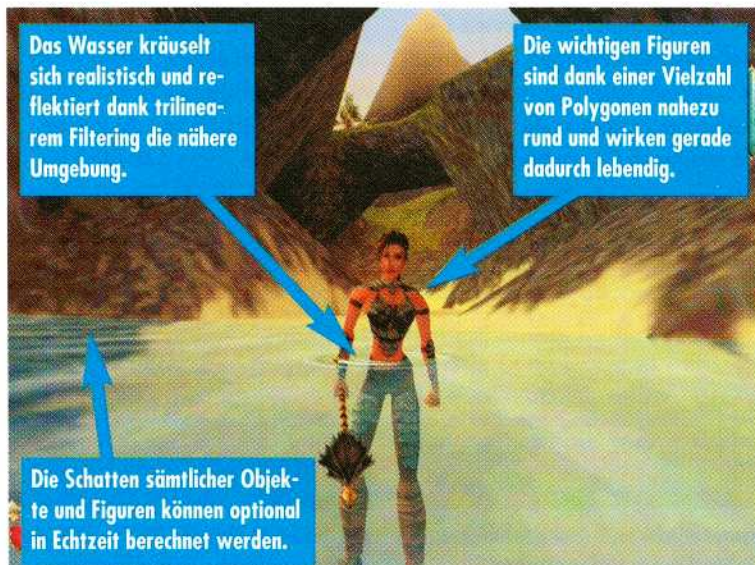 Das Wasser kräuselt
sich realistisch und re-
flektiert dank trilinea-
rem Filtering die nähere
Umgebung.
Die wichtigen Figuren
sind dank einer Vielzahl
von Polygonen nahezu
rund und wirken gerade
dadurch lebendig.
Die Schatten sämtlicher Objek-
te und Figuren können optional
in Echtzeit berechnet werden.